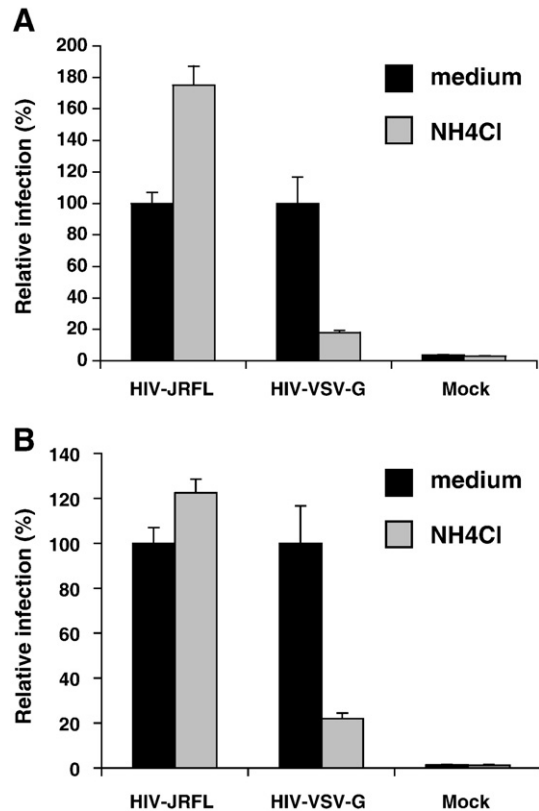 A
200
180
160
140
120
100
80
60
40
20
0
Relative infection (%)
medium
NH4Cl
HIV-JRFL HIV-VSV-G Mock
B
140
120
100
80
60
40
20
0
Relative infection (%)
medium
NH4Cl
HIV-JRFL HIV-VSV-G Mock